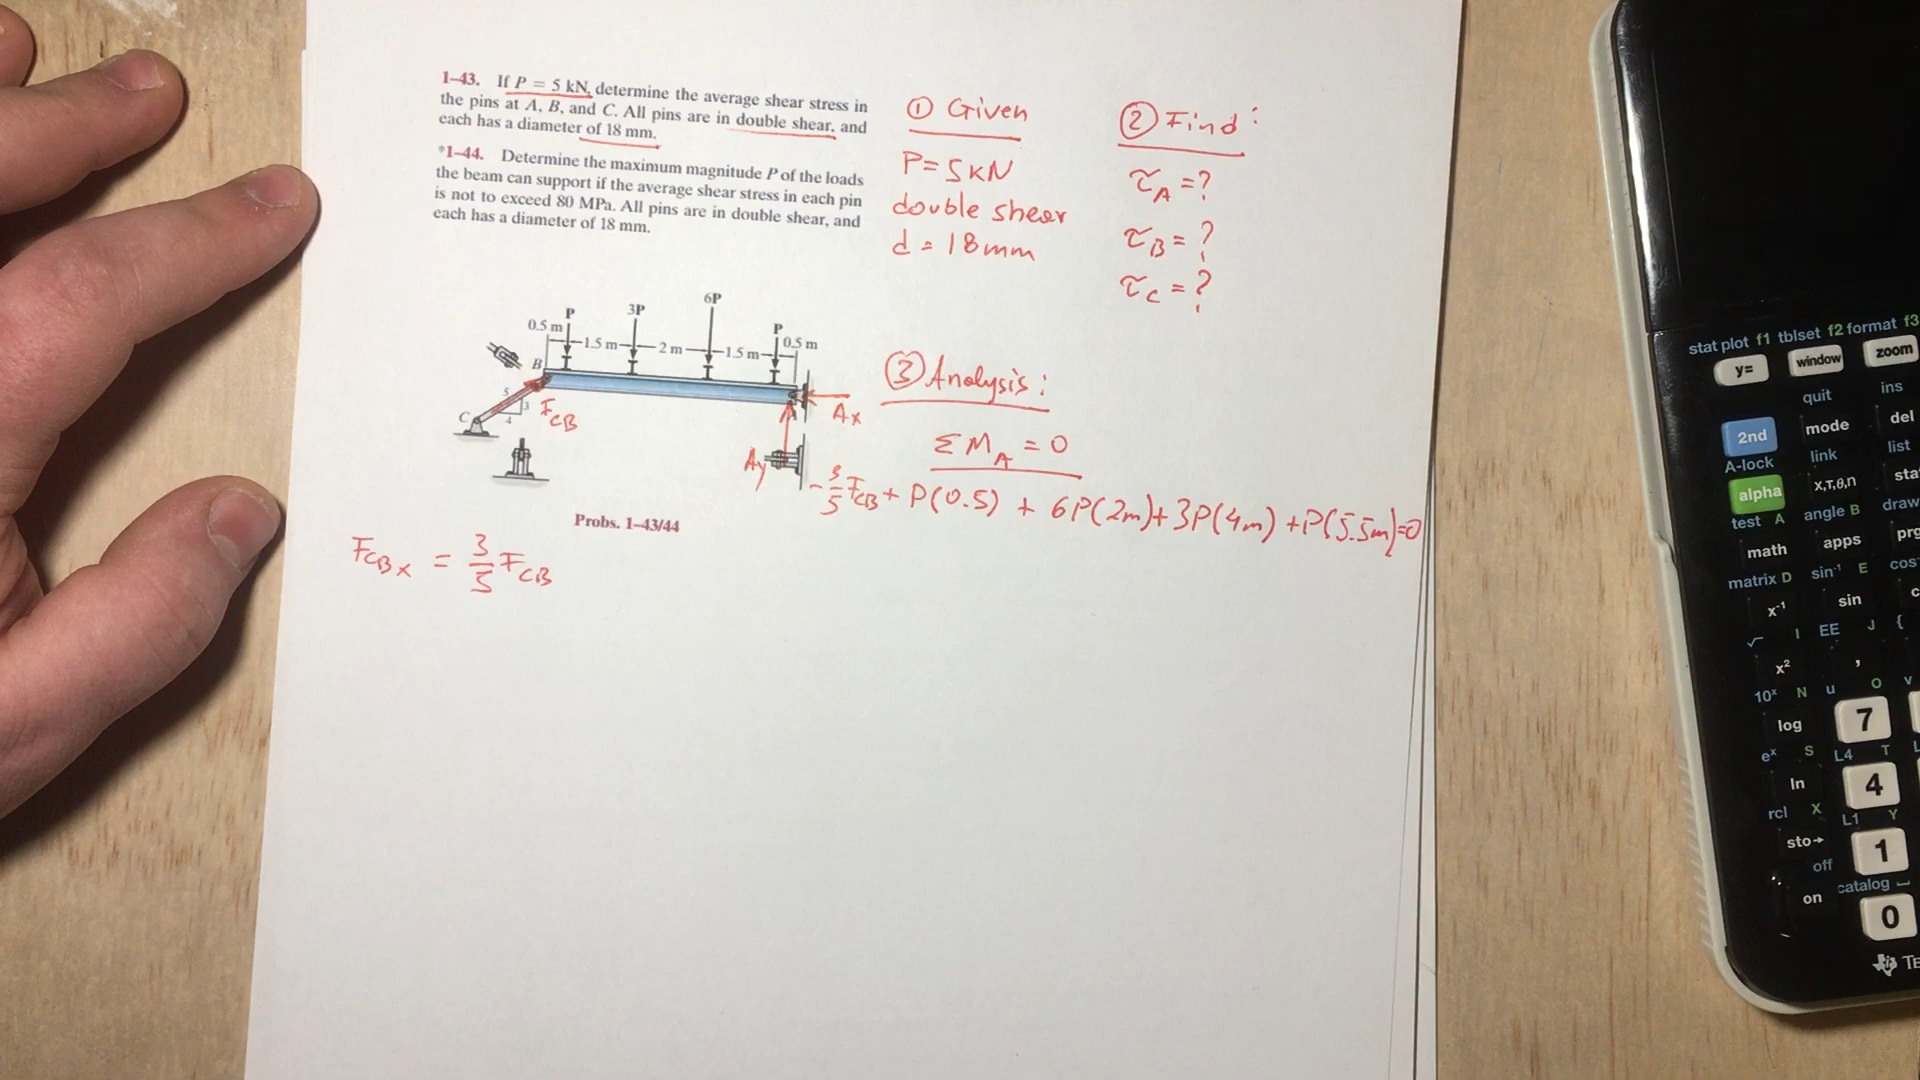 1–43. If P = 5 kN, determine the average shear stress in
the pins at A, B, and C. All pins are in double shear, and
each has a diameter of 18 mm.
*1–44. Determine the maximum magnitude P of the loads
the beam can support if the average shear stress in each pin
is not to exceed 80 MPa. All pins are in double shear, and
each has a diameter of 18 mm.
① Given
P = 5 kN
double shear
d = 18 mm
② Find:
τA = ?
τB = ?
τC = ?
P
3P
6P
P
0.5 m
1.5 m
2 m
1.5 m
0.5 m
B
C
5
3
4
FCB
Ax
Ay
Probs. 1–43/44
③ Analysis:
ΣMA = 0
- 3/5 FCB + P(0.5) + 6P(2m) + 3P(4m) + P(5.5m) = 0
FCBx = 3/5 FCB
stat plot f1 tblset f2 format f3
y= window zoom
quit ins
2nd mode del
A-lock link list
alpha X,T,θ,n
test A angle B
math apps
matrix D sin-1 E
x-1 sin
√ I EE J {
x2 ,
10x N u O v
log 7
ex S L4 T
ln 4
rcl X L1 Y
sto→ 1
off catalog
on 0